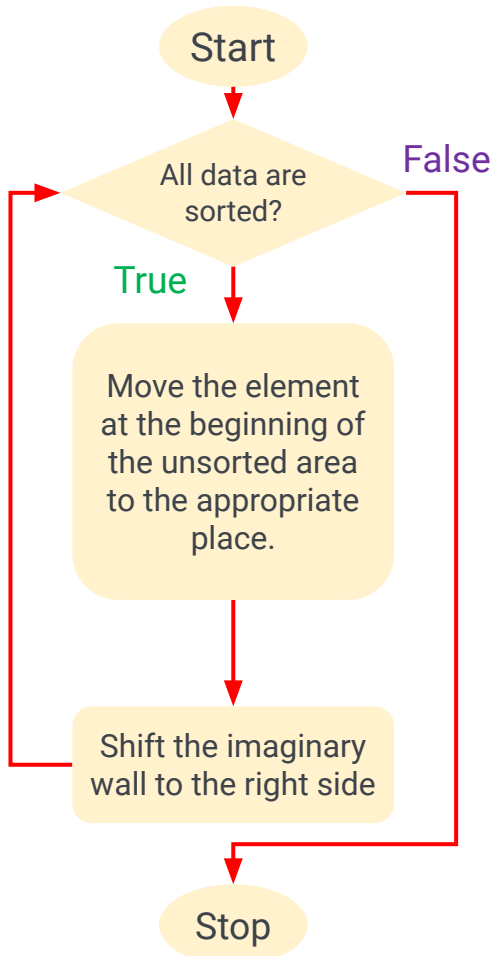 Start
False
All data are
sorted?
True
Move the element
at the beginning of
the unsorted area
to the appropriate
place.
Shift the imaginary
wall to the right side
Stop